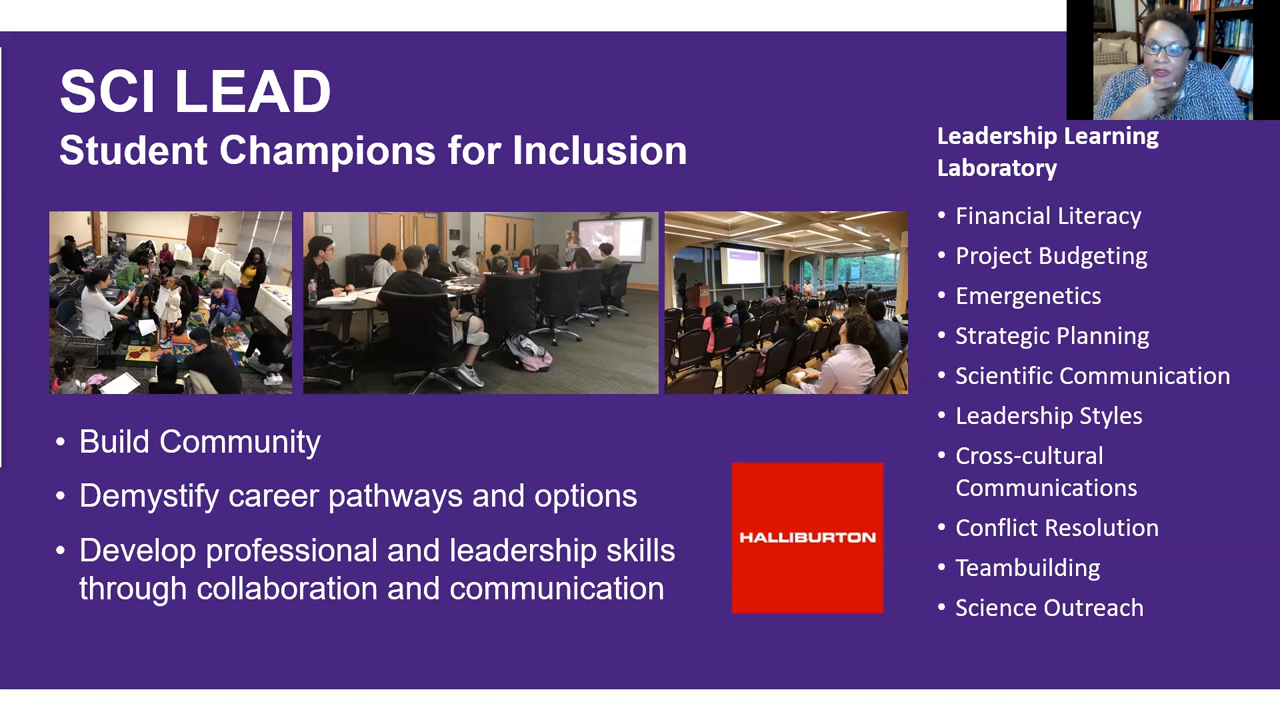 SCI LEAD
Student Champions for Inclusion
• Build Community
• Demystify career pathways and options
• Develop professional and leadership skills
through collaboration and communication
HALLIBURTON
Leadership Learning
Laboratory
• Financial Literacy
• Project Budgeting
• Emergenetics
• Strategic Planning
• Scientific Communication
• Leadership Styles
• Cross-cultural
Communications
• Conflict Resolution
• Teambuilding
• Science Outreach